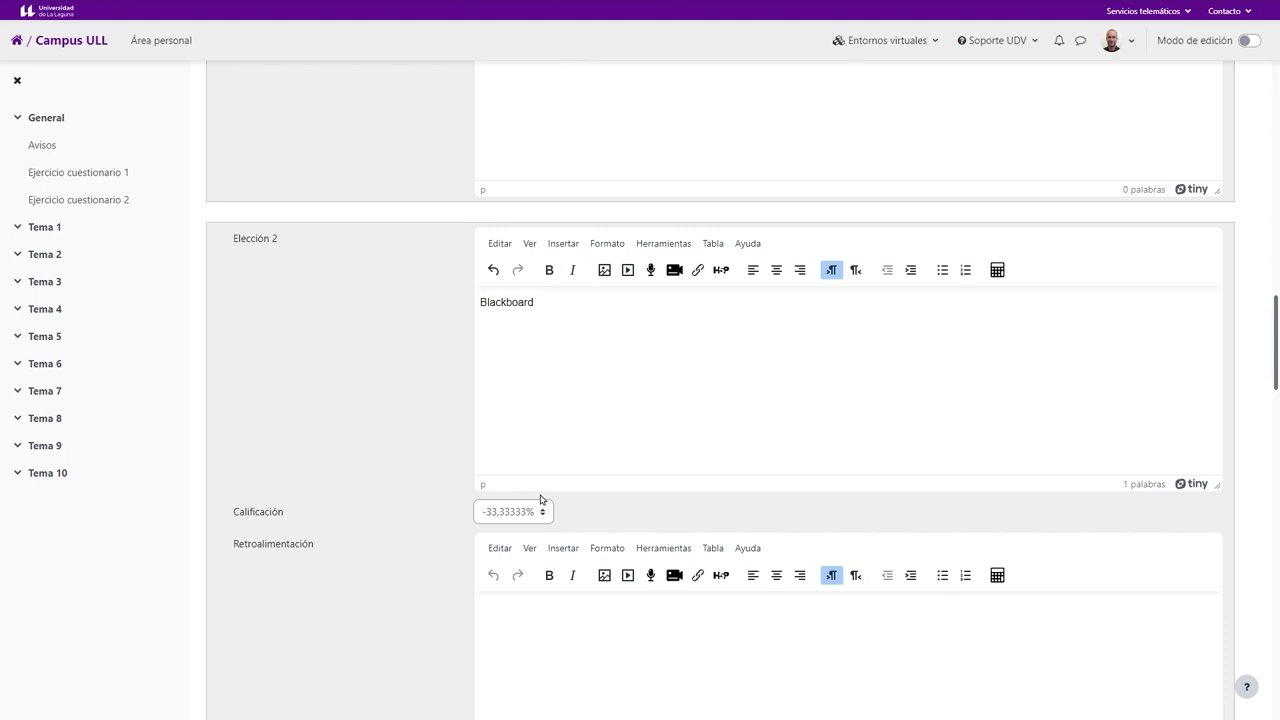 Universidad
de La Laguna
Servicios telemáticos
Contacto
/ Campus ULL
Área personal
Entornos virtuales
Soporte UDV
Modo de edición
General
Avisos
Ejercicio cuestionario 1
Ejercicio cuestionario 2
Tema 1
Tema 2
Tema 3
Tema 4
Tema 5
Tema 6
Tema 7
Tema 8
Tema 9
Tema 10
p
0 palabras
tiny
Elección 2
Editar Ver Insertar Formato Herramientas Tabla Ayuda
B I H-P
Blackboard
p
1 palabras
tiny
Calificación
-33,33333%
Retroalimentación
Editar Ver Insertar Formato Herramientas Tabla Ayuda
B I H-P
?